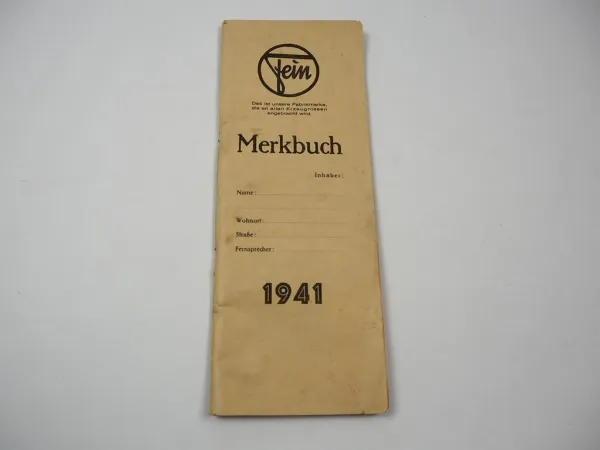 Fein
Das ist unsere Fabrikmarke,
die an allen Erzeugnissen
angebracht wird.
Merkbuch
Inhaber:
Name:
Wohnort:
Straße:
Fernsprecher:
1941